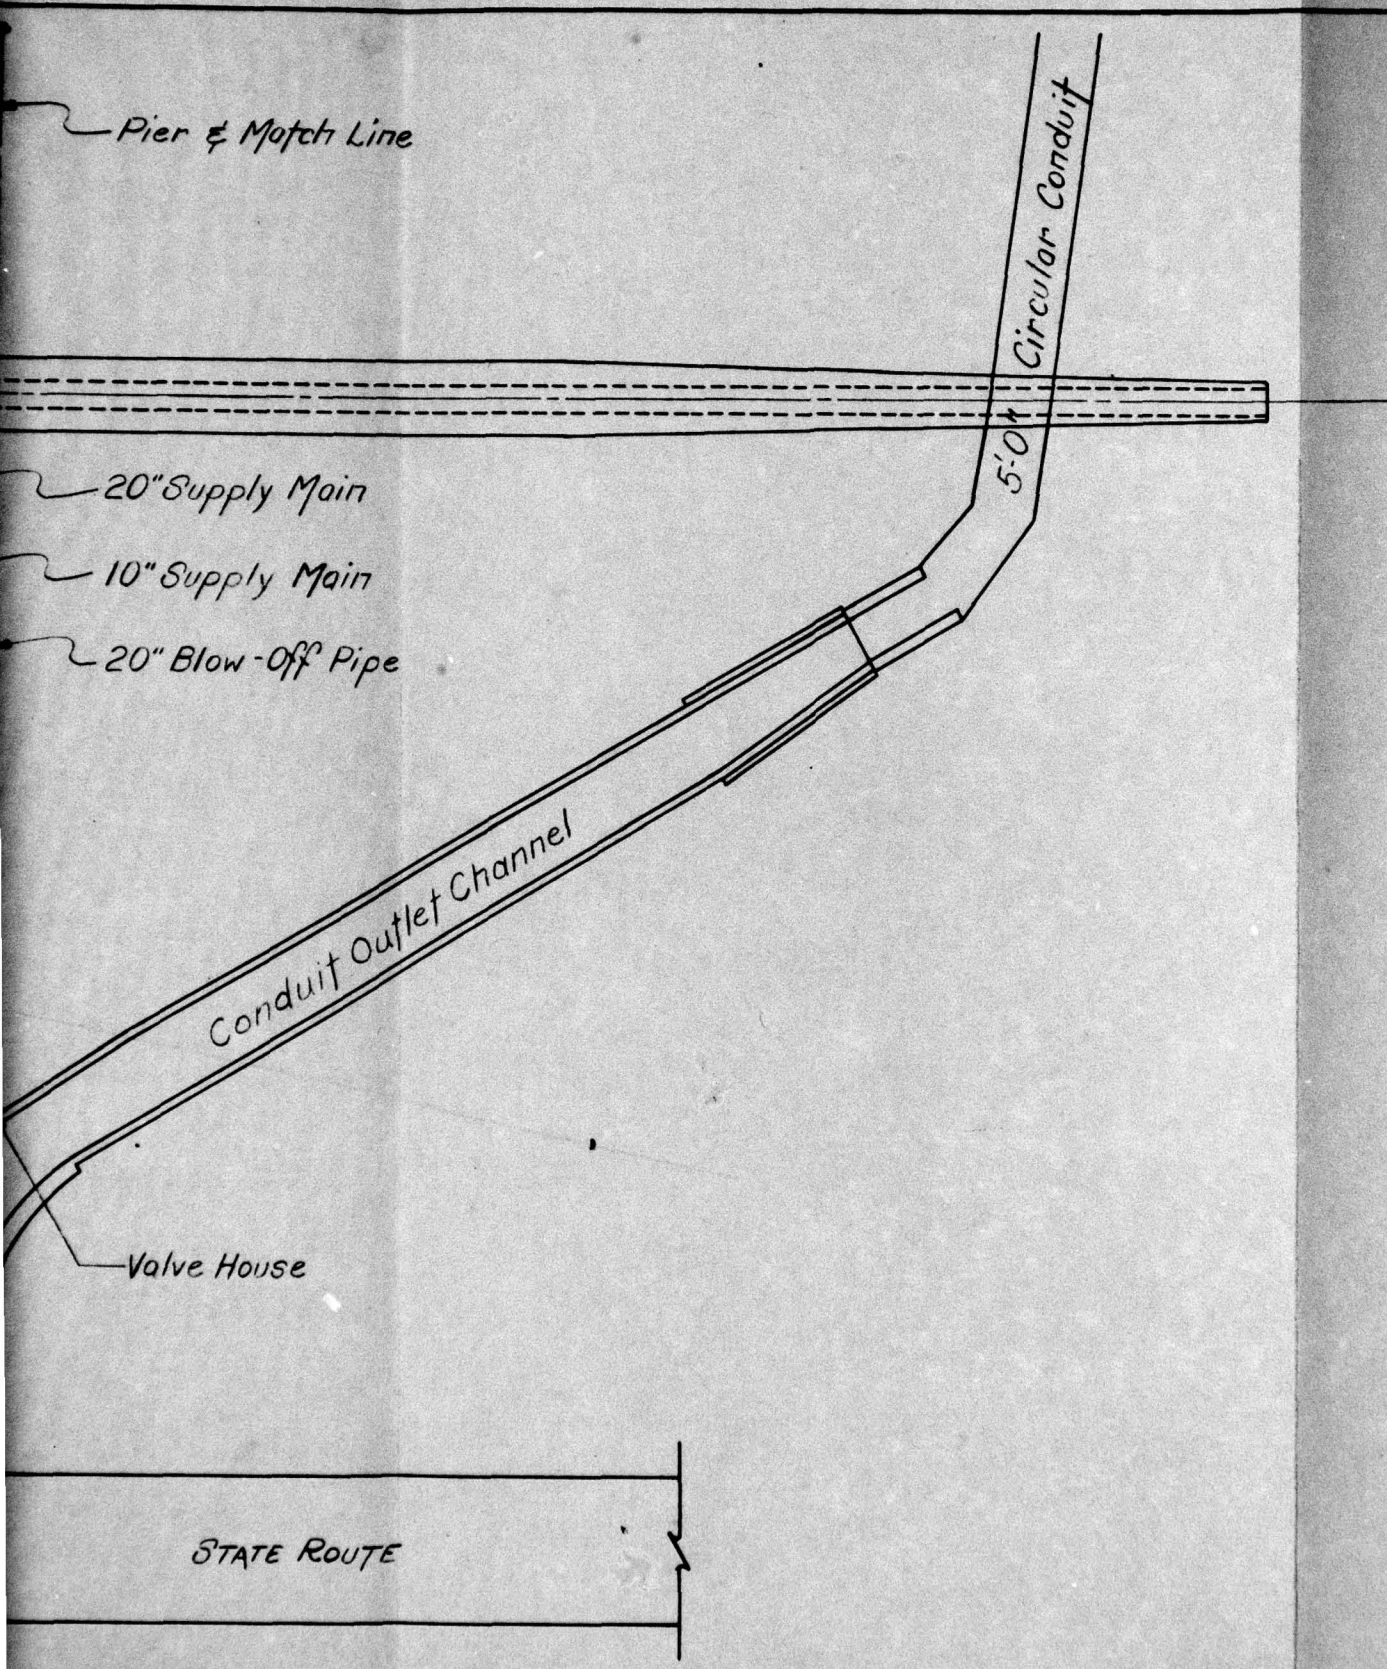 Pier & Match Line
5'-0" Circular Conduit
20" Supply Main
10" Supply Main
20" Blow-Off Pipe
Conduit Outlet Channel
Valve House
STATE ROUTE